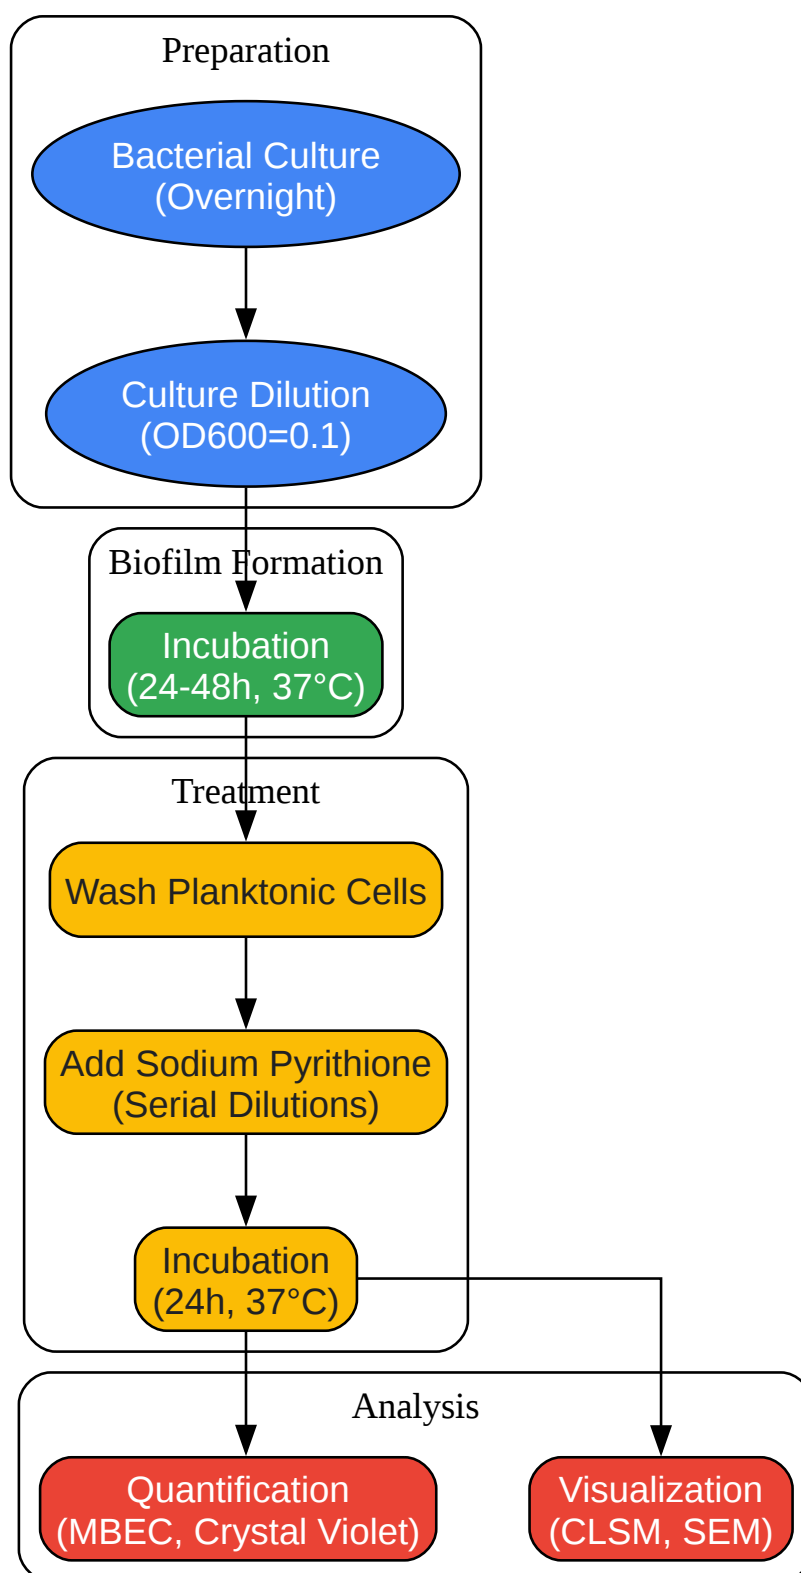 Preparation
Bacterial Culture
(Overnight)
Culture Dilution
(OD600=0.1)
Biofilm Formation
Incubation
(24-48h, 37°C)
Treatment
Wash Planktonic Cells
Add Sodium Pyrithione
(Serial Dilutions)
Incubation
(24h, 37°C)
Analysis
Quantification
(MBEC, Crystal Violet)
Visualization
(CLSM, SEM)